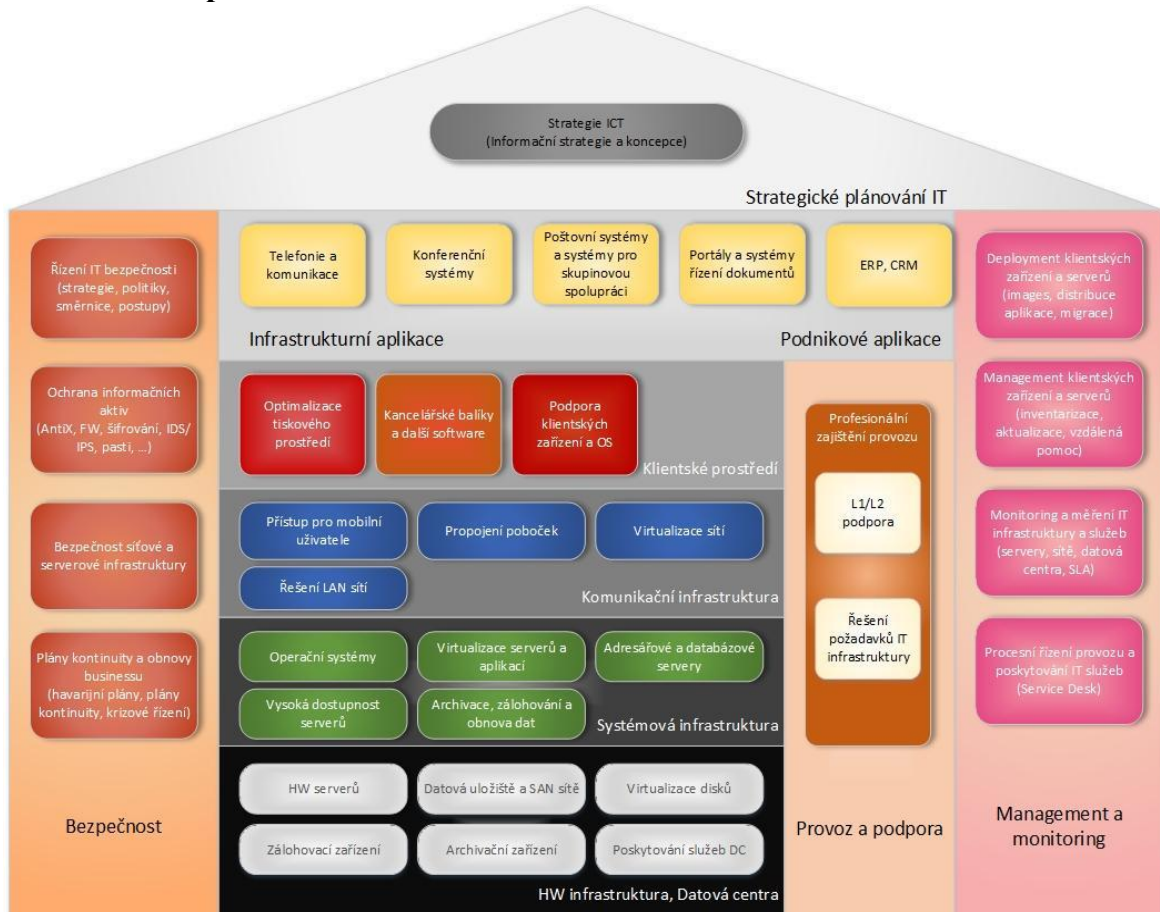 Strategie ICT
(Informační strategie a koncepce)
Strategické plánování IT
Řízení IT bezpečnosti
(strategie, politiky,
směrnice, postupy)
Ochrana informačních
aktiv
(AntiX, FW, šifrování, IDS/
IPS, pasti, ...)
Bezpečnost síťové a
serverové infrastruktury
Plány kontinuity a obnovy
businessu
(havarijní plány, plány
kontinuity, krizové řízení)
Bezpečnost
Telefonie a
komunikace
Konferenční
systémy
Poštovní systémy
a systémy pro
skupinovou
spolupráci
Portály a systémy
řízení dokumentů
ERP, CRM
Infrastrukturní aplikace
Podnikové aplikace
Optimalizace
tiskového
prostředí
Kancelářské balíky
a další software
Podpora
klientských
zařízení a OS
Klientské prostředí
Přístup pro mobilní
uživatele
Propojení poboček
Virtualizace sítí
Řešení LAN sítí
Komunikační infrastruktura
Operační systémy
Virtualizace serverů a
aplikací
Adresářové a databázové
servery
Vysoká dostupnost
serverů
Archivace, zálohování a
obnova dat
Systémová infrastruktura
HW serverů
Datová uložiště a SAN sítě
Virtualizace disků
Zálohovací zařízení
Archivační zařízení
Poskytování služeb DC
HW infrastruktura, Datová centra
Profesionální
zajištění provozu
L1/L2
podpora
Řešení
požadavků IT
infrastruktury
Provoz a podpora
Deployment klientských
zařízení a serverů
(images, distribuce
aplikace, migrace)
Management klientských
zařízení a serverů
(inventarizace,
aktualizace, vzdálená
pomoc)
Monitoring a měření IT
infrastruktury a služeb
(servery, sítě, datová
centra, SLA)
Procesní řízení provozu a
poskytování IT služeb
(Service Desk)
Management a
monitoring